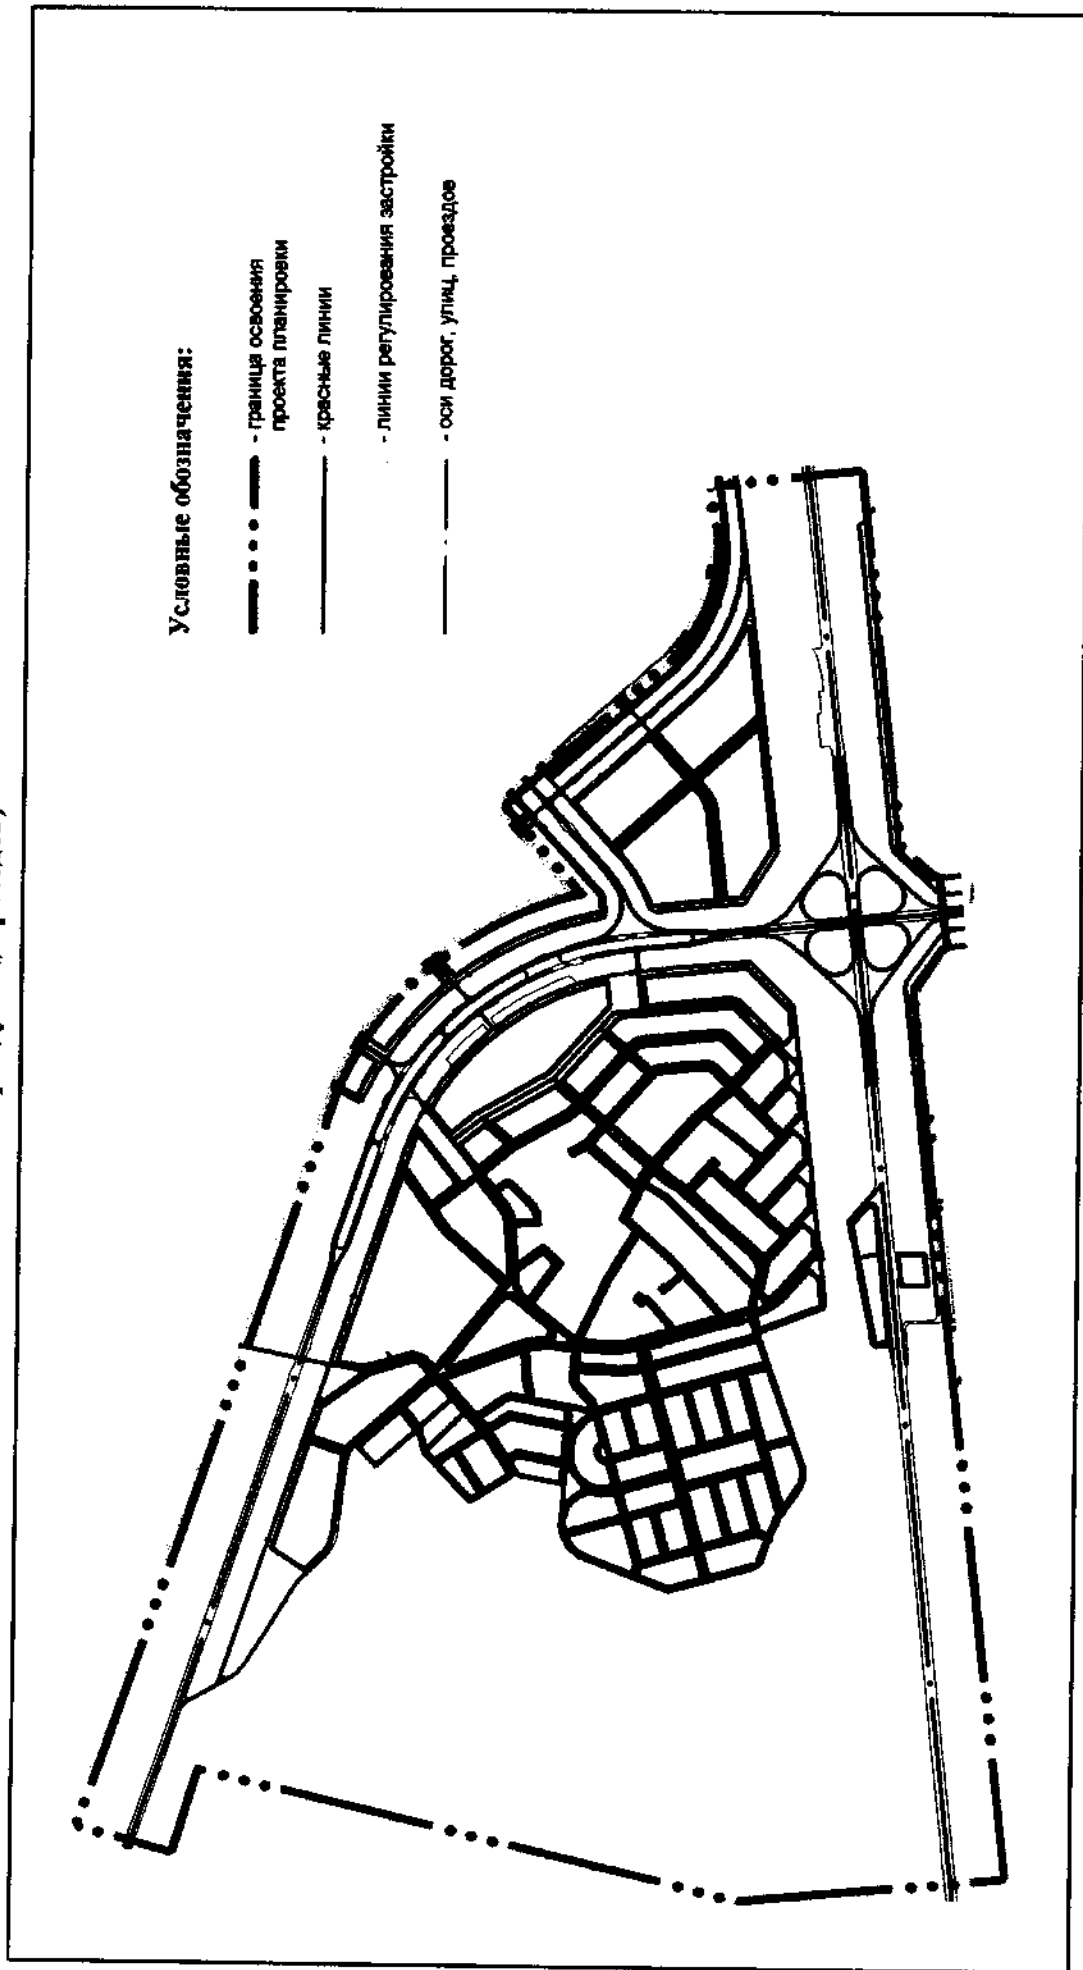 Условные обозначения:
- граница освоения
проекта планировки
- красные линии
- линии регулирования застройки
- оси дорог, улиц, проездов